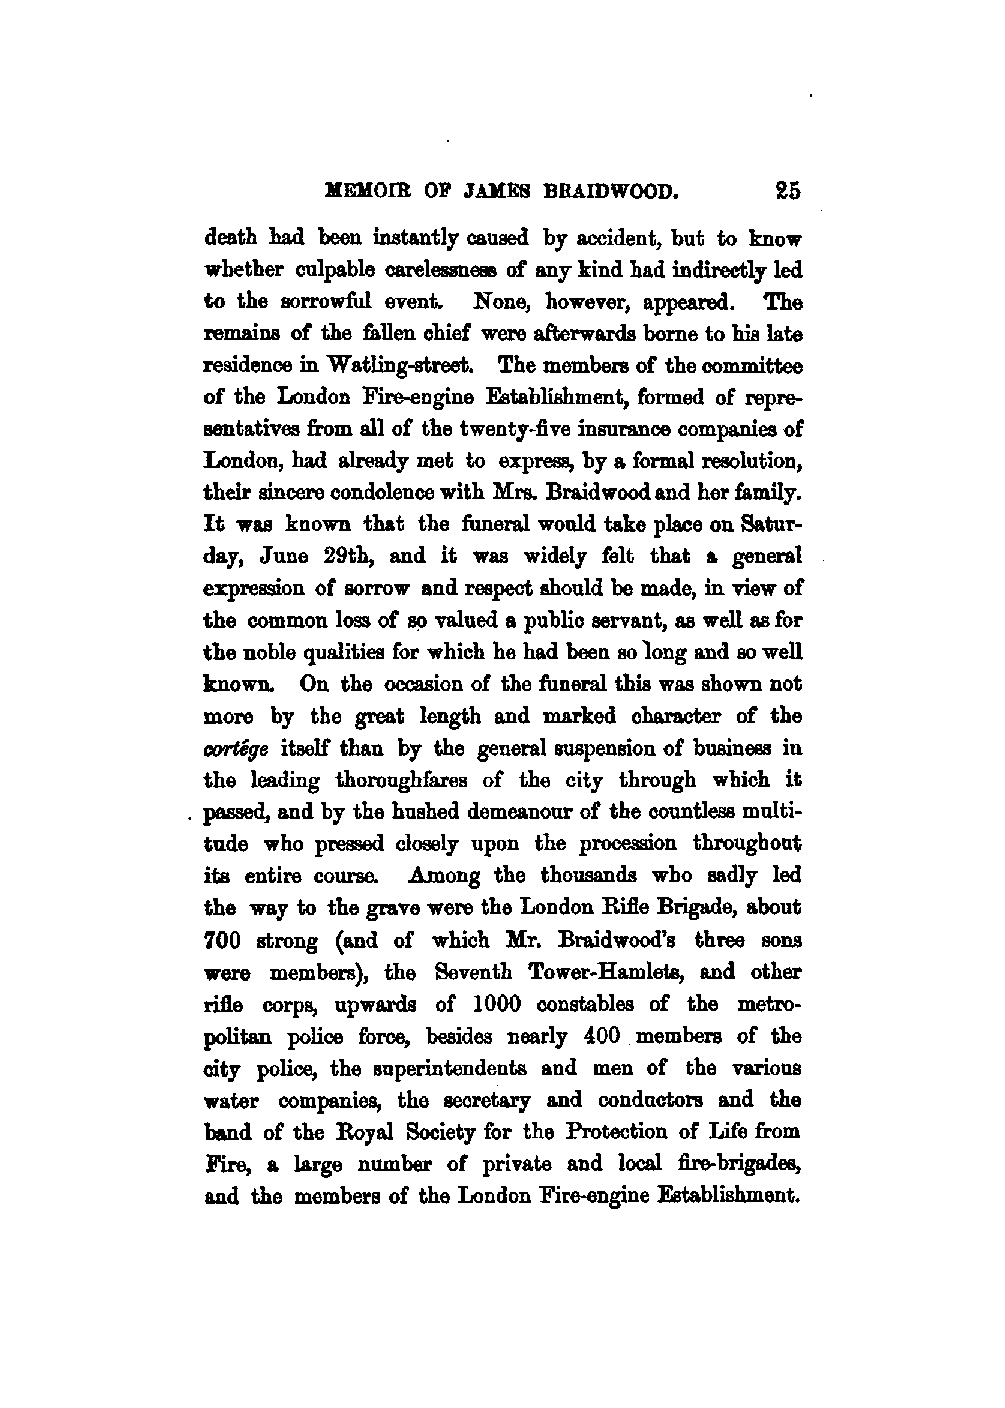 MEMOIR OF JAMES BRAIDWOOD. 25
death had been instantly caused by accident, but to know
whether culpable carelessness of any kind had indirectly led
to the sorrowful event. None, however, appeared. The
remains of the fallen chief were afterwards borne to his late
residence in Watling-street. The members of the committee
of the London Fire-engine Establishment, formed of repre-
sentatives from all of the twenty-five insurance companies of
London, had already met to express, by a formal resolution,
their sincere condolence with Mrs. Braidwood and her family.
It was known that the funeral would take place on Satur-
day, June 29th, and it was widely felt that a general
expression of sorrow and respect should be made, in view of
the common loss of so valued a public servant, as well as for
the noble qualities for which he had been so long and so well
known. On the occasion of the funeral this was shown not
more by the great length and marked character of the
cortége itself than by the general suspension of business in
the leading thoroughfares of the city through which it
passed, and by the hushed demeanour of the countless multi-
tude who pressed closely upon the procession throughout
its entire course. Among the thousands who sadly led
the way to the grave were the London Rifle Brigade, about
700 strong (and of which Mr. Braidwood's three sons
were members), the Seventh Tower-Hamlets, and other
rifle corps, upwards of 1000 constables of the metro-
politan police force, besides nearly 400 members of the
city police, the superintendents and men of the various
water companies, the secretary and conductors and the
band of the Royal Society for the Protection of Life from
Fire, a large number of private and local fire-brigades,
and the members of the London Fire-engine Establishment.